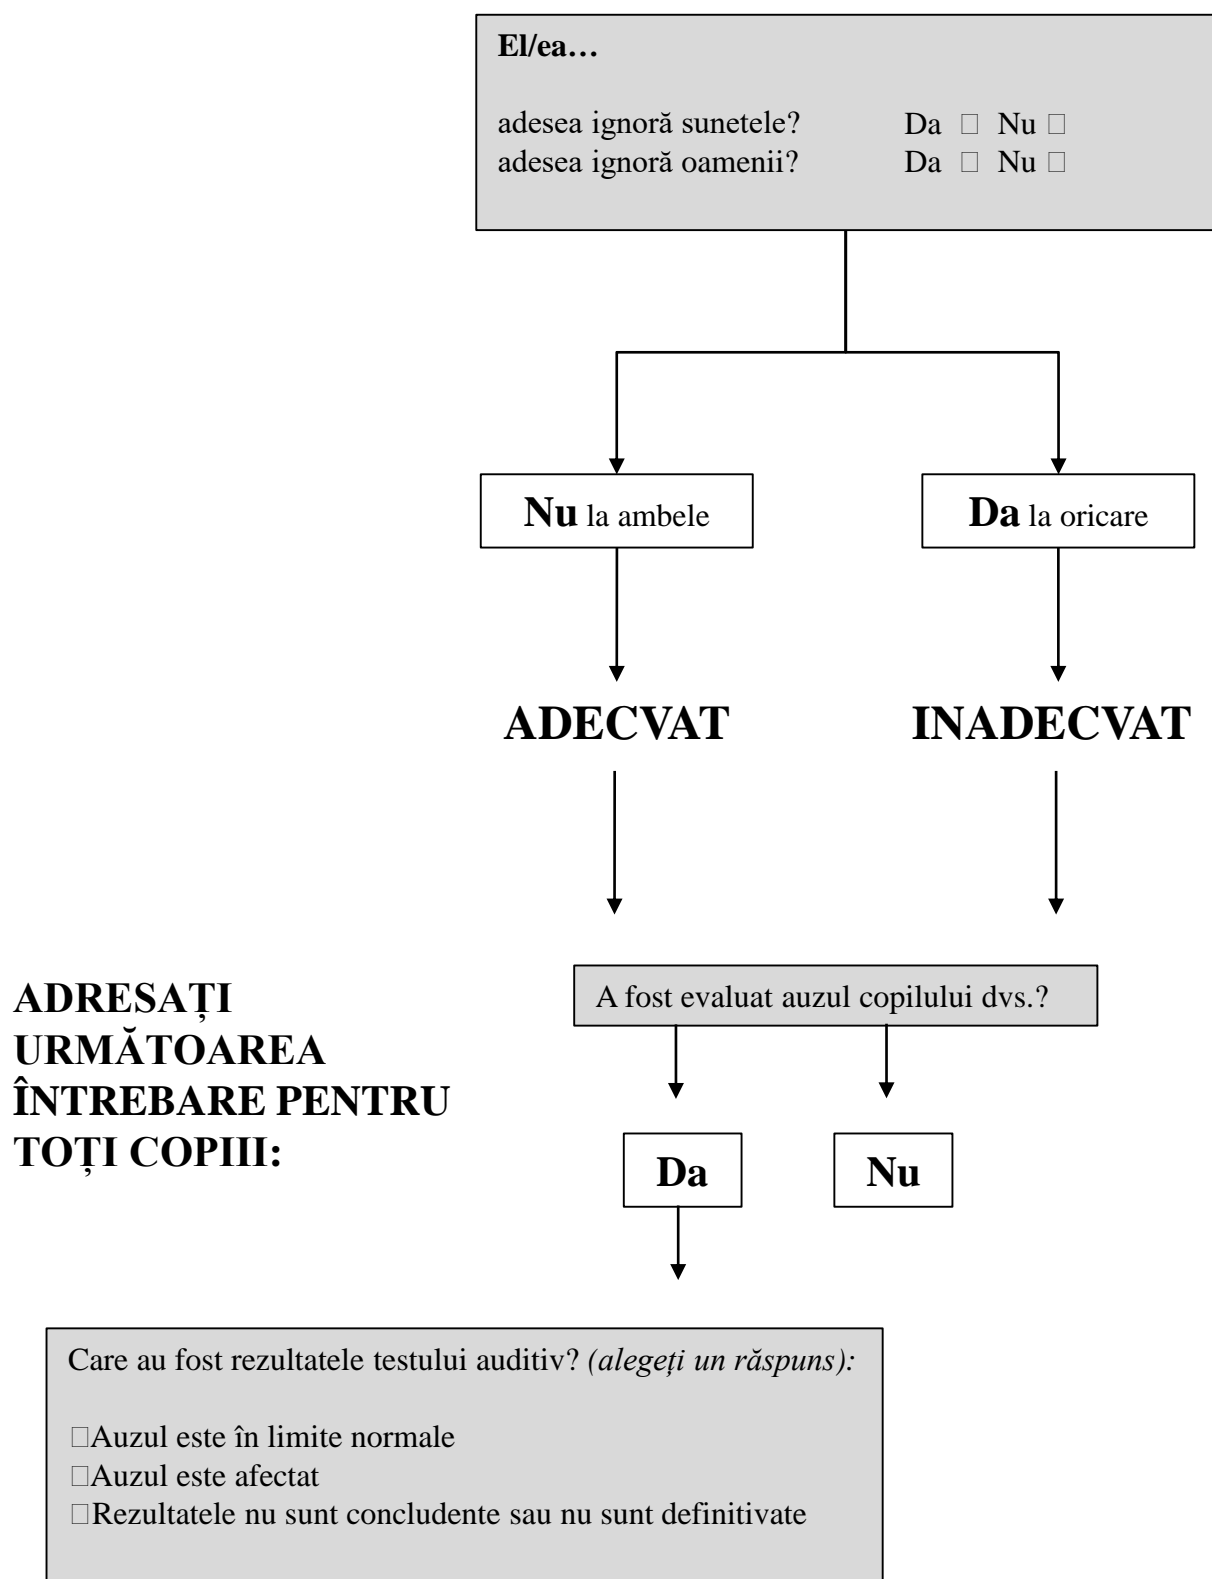 El/ea…
adesea ignoră sunetele? Da □ Nu □
adesea ignoră oamenii? Da □ Nu □
Nu la ambele
Da la oricare
ADECVAT
INADECVAT
ADRESAȚI
URMĂTOAREA
ÎNTREBARE PENTRU
TOȚI COPIII:
A fost evaluat auzul copilului dvs.?
Da
Nu
Care au fost rezultatele testului auditiv? (alegeți un răspuns):
□Auzul este în limite normale
□Auzul este afectat
□Rezultatele nu sunt concludente sau nu sunt definitivate